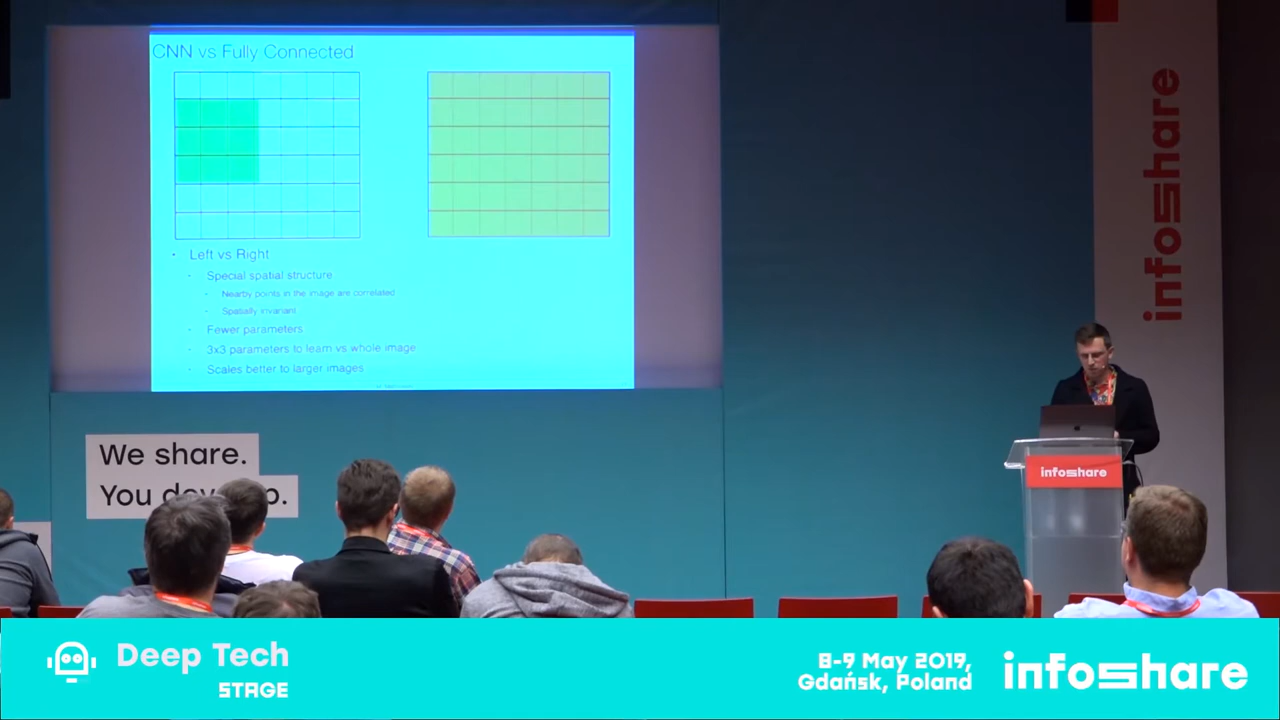 CNN vs Fully Connected
Left vs Right
Special spatial structure
Nearby points in the image are correlated
Spatially invariant
Fewer parameters
3x3 parameters to learn vs whole image
Scales better to larger images
infoshare
infoshare
We share.
You
Deep Tech
STAGE
8-9 May 2019,
Gdańsk, Poland
infoshare